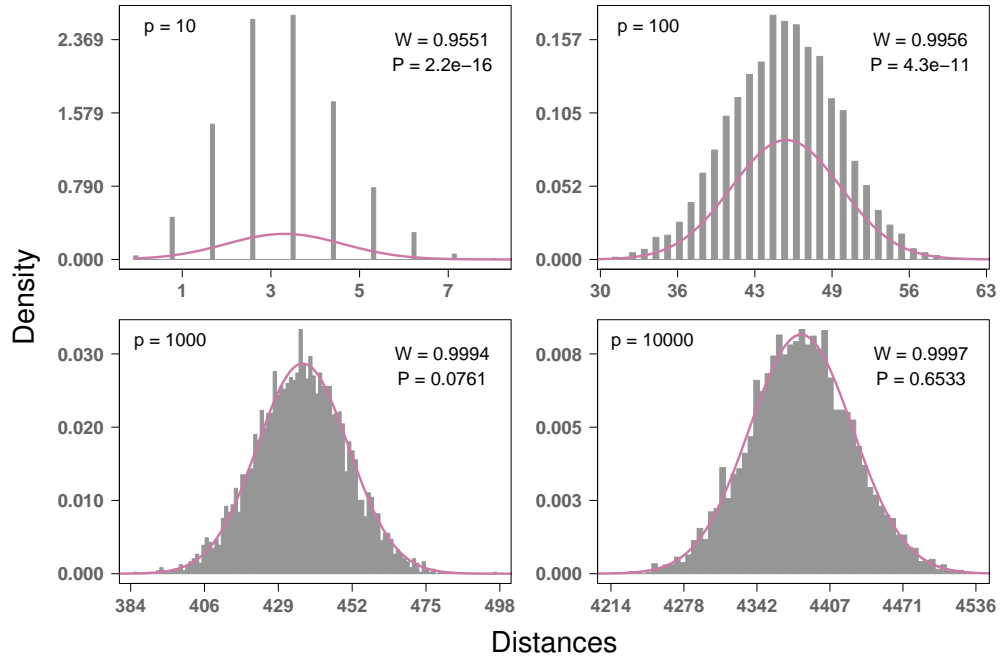 p = 10
W = 0.9551
P = 2.2e−16
2.369
1.579
0.790
0.000
1 3 5 7
p = 100
W = 0.9956
P = 4.3e−11
0.157
0.105
0.052
0.000
30 36 43 49 56 63
Density
p = 1000
W = 0.9994
P = 0.0761
0.030
0.020
0.010
0.000
384 406 429 452 475 498
p = 10000
W = 0.9997
P = 0.6533
0.008
0.005
0.003
0.000
4214 4278 4342 4407 4471 4536
Distances